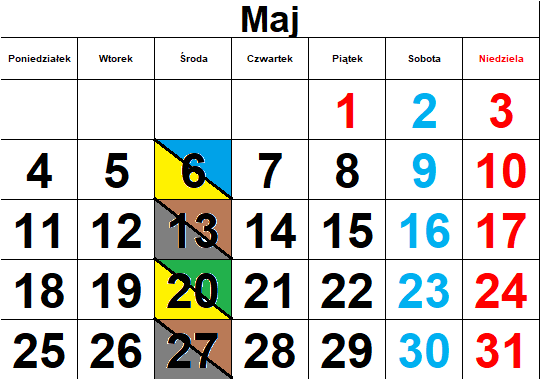 Maj
Poniedziałek Wtorek Środa Czwartek Piątek Sobota Niedziela
1 2 3
4 5 6 7 8 9 10
11 12 13 14 15 16 17
18 19 20 21 22 23 24
25 26 27 28 29 30 31